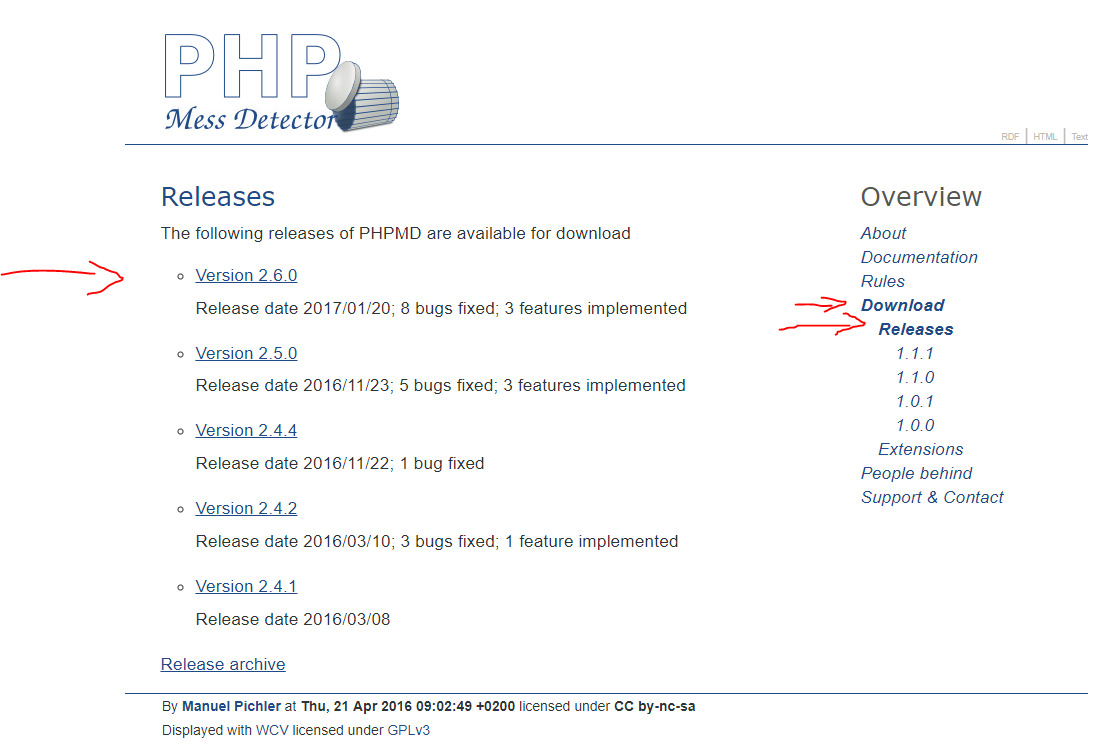 PHP
Mess Detector
RDF HTML Text
Releases
The following releases of PHPMD are available for download
Version 2.6.0
Release date 2017/01/20; 8 bugs fixed; 3 features implemented
Version 2.5.0
Release date 2016/11/23; 5 bugs fixed; 3 features implemented
Version 2.4.4
Release date 2016/11/22; 1 bug fixed
Version 2.4.2
Release date 2016/03/10; 3 bugs fixed; 1 feature implemented
Version 2.4.1
Release date 2016/03/08
Release archive
Overview
About
Documentation
Rules
Download
Releases
1.1.1
1.1.0
1.0.1
1.0.0
Extensions
People behind
Support & Contact
By Manuel Pichler at Thu, 21 Apr 2016 09:02:49 +0200 licensed under CC by-nc-sa
Displayed with WCV licensed under GPLv3